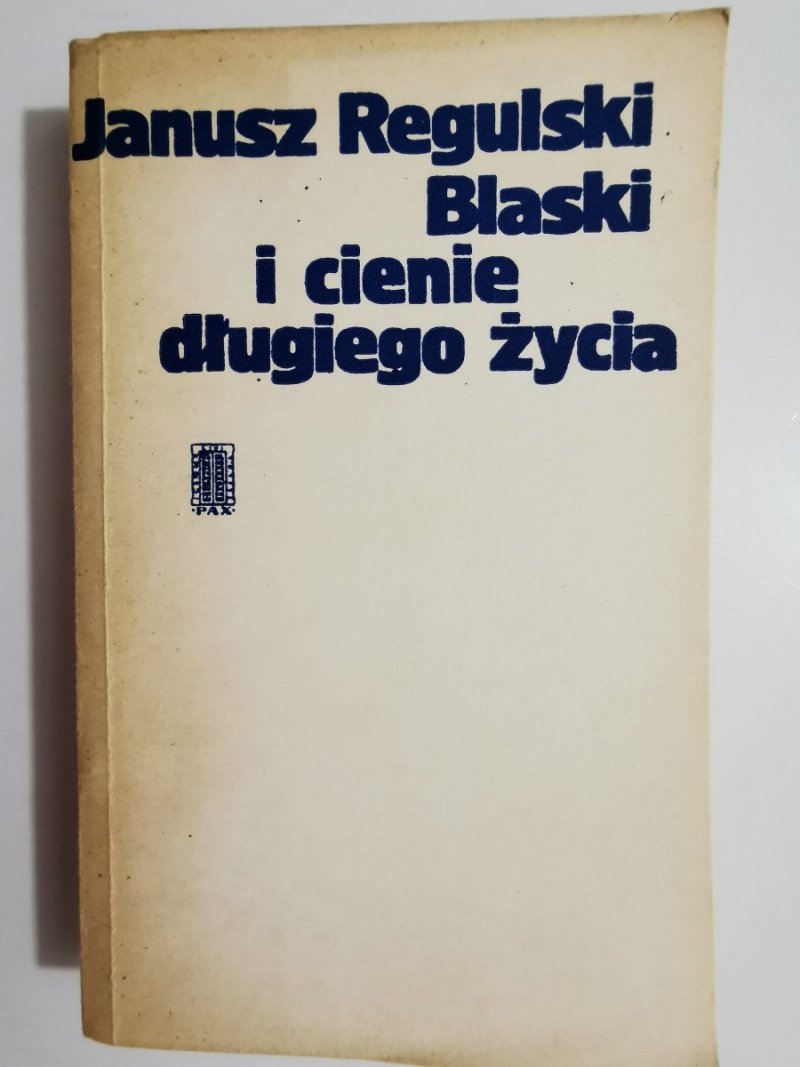 Janusz Regulski
Blaski
i cienie
długiego życia
·PAX·